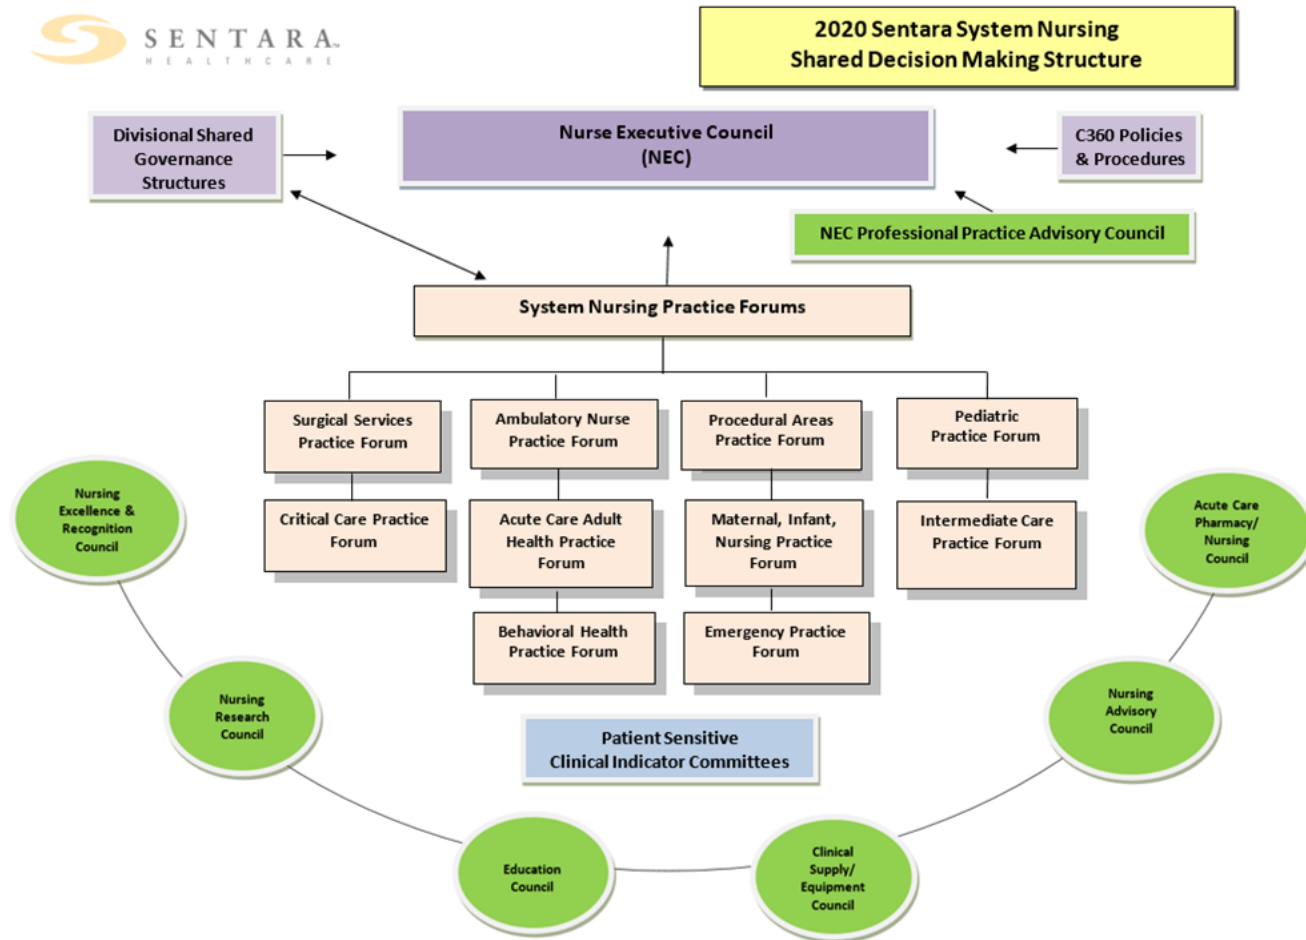 SENTARA™
HEALTHCARE
2020 Sentara System Nursing
Shared Decision Making Structure
Divisional Shared
Governance
Structures
Nurse Executive Council
(NEC)
C360 Policies
& Procedures
NEC Professional Practice Advisory Council
System Nursing Practice Forums
Surgical Services
Practice Forum
Ambulatory Nurse
Practice Forum
Procedural Areas
Practice Forum
Pediatric
Practice Forum
Critical Care Practice
Forum
Acute Care Adult
Health Practice
Forum
Maternal, Infant,
Nursing Practice
Forum
Intermediate Care
Practice Forum
Behavioral Health
Practice Forum
Emergency Practice
Forum
Patient Sensitive
Clinical Indicator Committees
Nursing
Excellence &
Recognition
Council
Nursing
Research
Council
Education
Council
Clinical
Supply/
Equipment
Council
Nursing
Advisory
Council
Acute Care
Pharmacy/
Nursing
Council